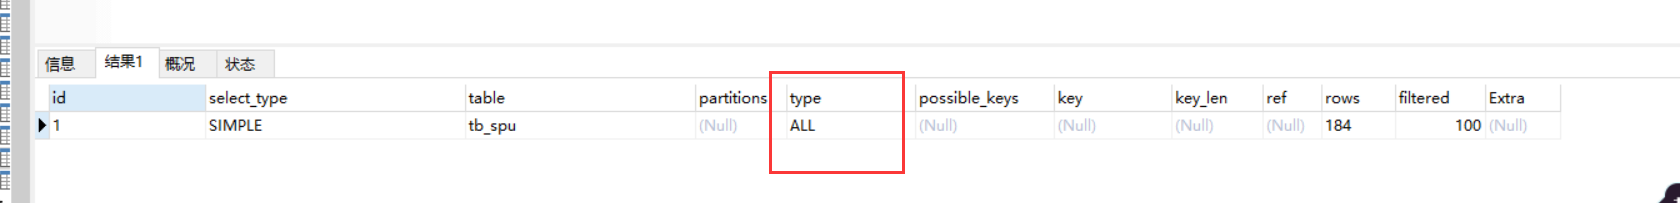 信息 结果1 概况 状态
id select_type table partitions type possible_keys key key_len ref rows filtered Extra
1 SIMPLE tb_spu (Null) ALL (Null) (Null) (Null) (Null) 184 100 (Null)